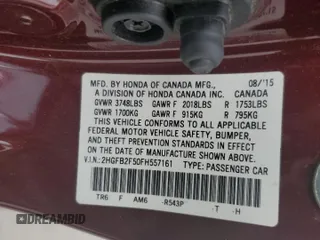 MFD. BY HONDA OF CANADA MFG., 08/15
A DIVISION OF HONDA CANADA INC. CANADA
GVWR 3748LBS GAWR F 2018LBS R 1753LBS
GVWR 1700KG GAWR F 915KG R 795KG
THIS VEHICLE CONFORMS TO ALL APPLICABLE
FEDERAL MOTOR VEHICLE SAFETY, BUMPER,
AND THEFT PREVENTION STANDARDS IN EFFECT
ON THE DATE OF MANUFACTURE SHOWN ABOVE.
V.I.N.: 2HGFB2F50FH557161 TYPE: PASSENGER CAR
TR6 F AM6 -R543P -T -H
DREAMBID